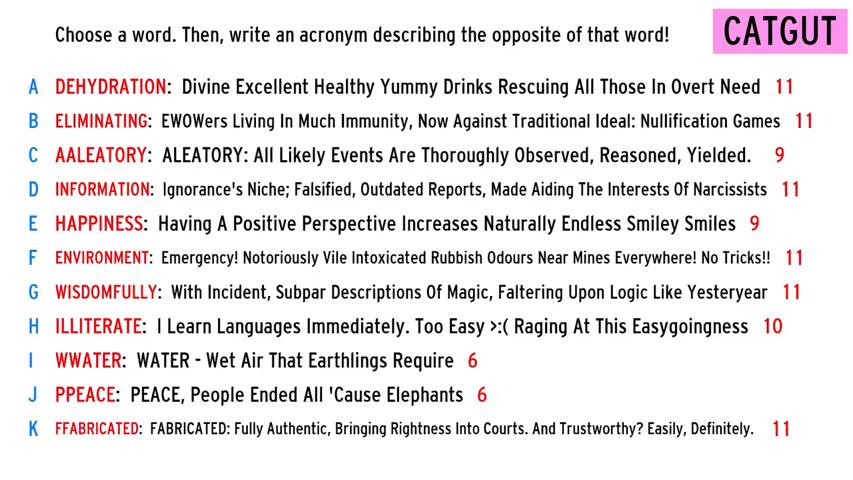 Choose a word. Then, write an acronym describing the opposite of that word!
CATGUT
A DEHYDRATION: Divine Excellent Healthy Yummy Drinks Rescuing All Those In Overt Need 11
B ELIMINATING: EWOWers Living In Much Immunity, Now Against Traditional Ideal: Nullification Games 11
C AALEATORY: ALEATORY: All Likely Events Are Thoroughly Observed, Reasoned, Yielded. 9
D INFORMATION: Ignorance's Niche; Falsified, Outdated Reports, Made Aiding The Interests Of Narcissists 11
E HAPPINESS: Having A Positive Perspective Increases Naturally Endless Smiley Smiles 9
F ENVIRONMENT: Emergency! Notoriously Vile Intoxicated Rubbish Odours Near Mines Everywhere! No Tricks!! 11
G WISDOMFULLY: With Incident, Subpar Descriptions Of Magic, Faltering Upon Logic Like Yesteryear 11
H ILLITERATE: I Learn Languages Immediately. Too Easy >:( Raging At This Easygoingness 10
I WWATER: WATER - Wet Air That Earthlings Require 6
J PPEACE: PEACE, People Ended All 'Cause Elephants 6
K FFABRICATED: FABRICATED: Fully Authentic, Bringing Rightness Into Courts. And Trustworthy? Easily, Definitely. 11